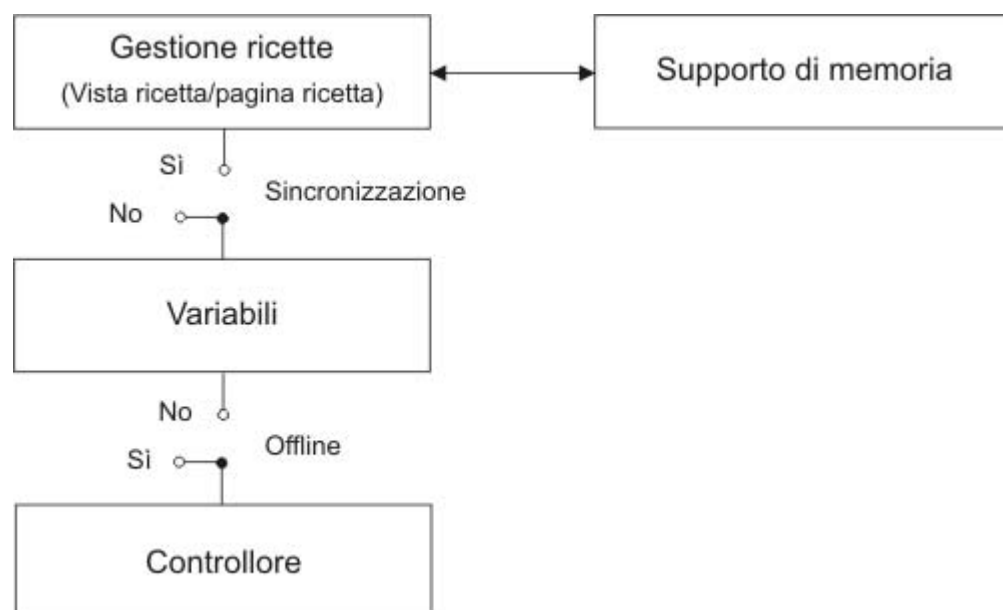 Gestione ricette
(Vista ricetta/pagina ricetta)
Supporto di memoria
Sì
Sincronizzazione
No
Variabili
No
Offline
Sì
Controllore